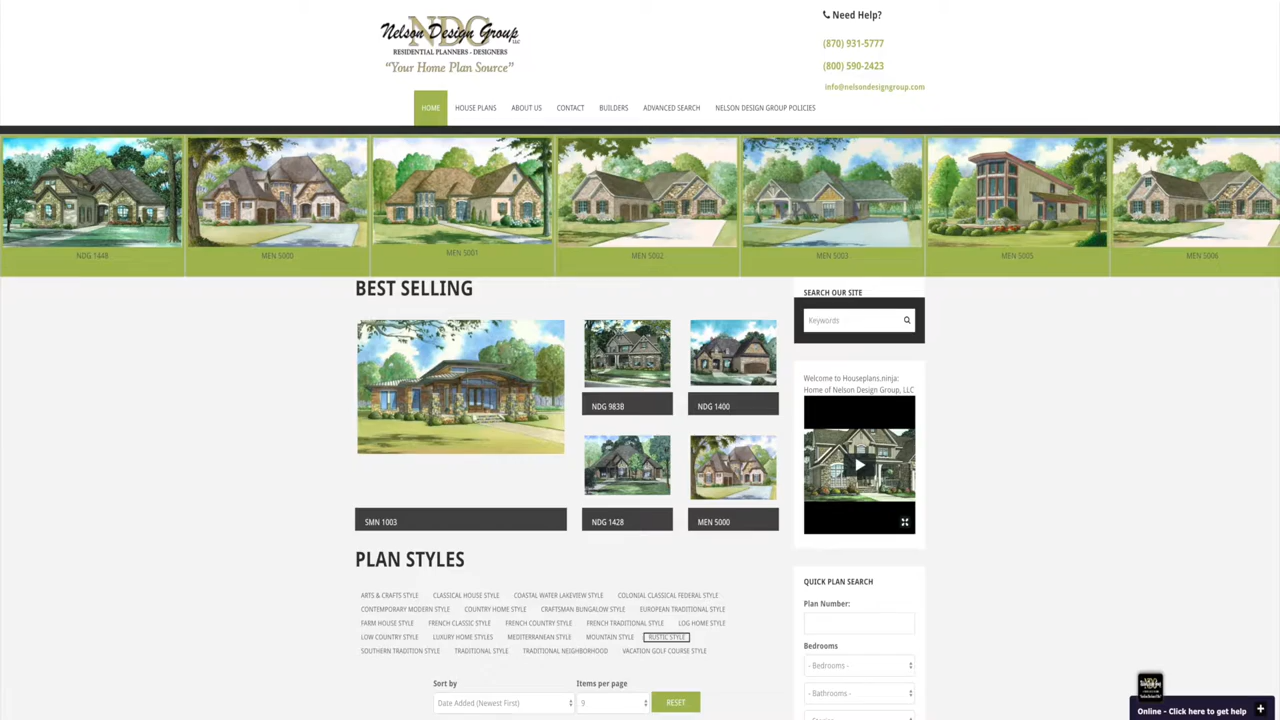 NDG
Nelson Design Group LLC
RESIDENTIAL PLANNERS - DESIGNERS
"Your Home Plan Source"
Need Help?
(870) 931-5777
(800) 590-2423
info@nelsondesigngroup.com
HOME HOUSE PLANS ABOUT US CONTACT BUILDERS ADVANCED SEARCH NELSON DESIGN GROUP POLICIES
NDG 1448 MEN 5000 MEN 5001 MEN 5002 MEN 5003 MEN 5005 MEN 5006
BEST SELLING
NDG 983B NDG 1400
SMN 1003 NDG 1428 MEN 5000
PLAN STYLES
ARTS & CRAFTS STYLE CLASSICAL HOUSE STYLE COASTAL WATER LAKEVIEW STYLE COLONIAL CLASSICAL FEDERAL STYLE
CONTEMPORARY MODERN STYLE COUNTRY HOME STYLE CRAFTSMAN BUNGALOW STYLE EUROPEAN TRADITIONAL STYLE
FARM HOUSE STYLE FRENCH CLASSIC STYLE FRENCH COUNTRY STYLE FRENCH TRADITIONAL STYLE LOG HOME STYLE
LOW COUNTRY STYLE LUXURY HOME STYLES MEDITERRANEAN STYLE MOUNTAIN STYLE RUSTIC STYLE
SOUTHERN TRADITION STYLE TRADITIONAL STYLE TRADITIONAL NEIGHBORHOOD VACATION GOLF COURSE STYLE
Sort by Items per page
Date Added (Newest First) 9 RESET
SEARCH OUR SITE
Keywords
Welcome to Houseplans.ninja:
Home of Nelson Design Group, LLC
QUICK PLAN SEARCH
Plan Number:
Bedrooms
- Bedrooms -
- Bathrooms -
Online - Click here to get help